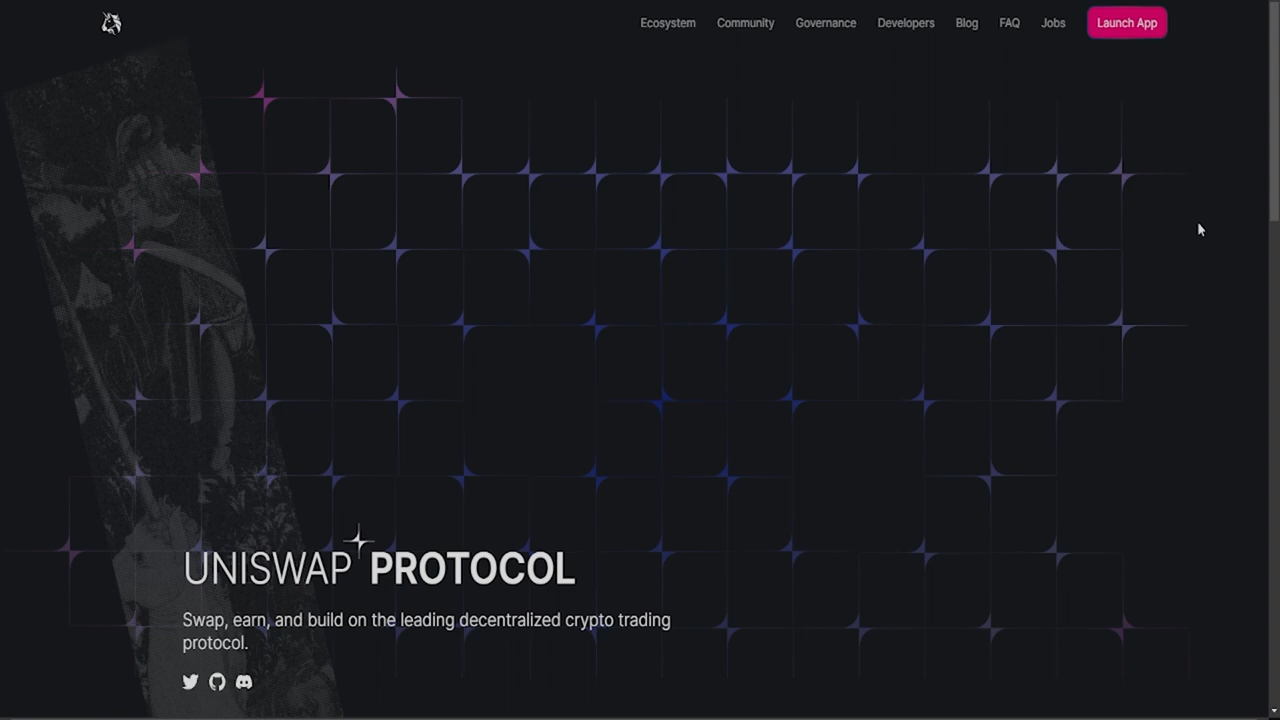 Ecosystem Community Governance Developers Blog FAQ Jobs Launch App
UNISWAP PROTOCOL
Swap, earn, and build on the leading decentralized crypto trading
protocol.